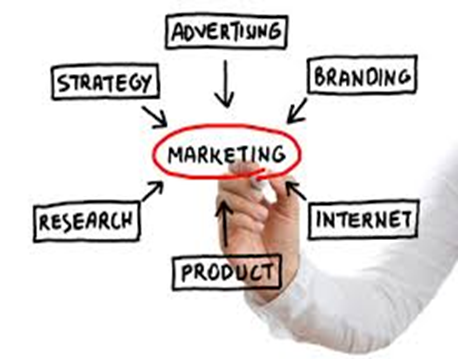 ADVERTISING
STRATEGY
BRANDING
MARKETING
RESEARCH
INTERNET
PRODUCT